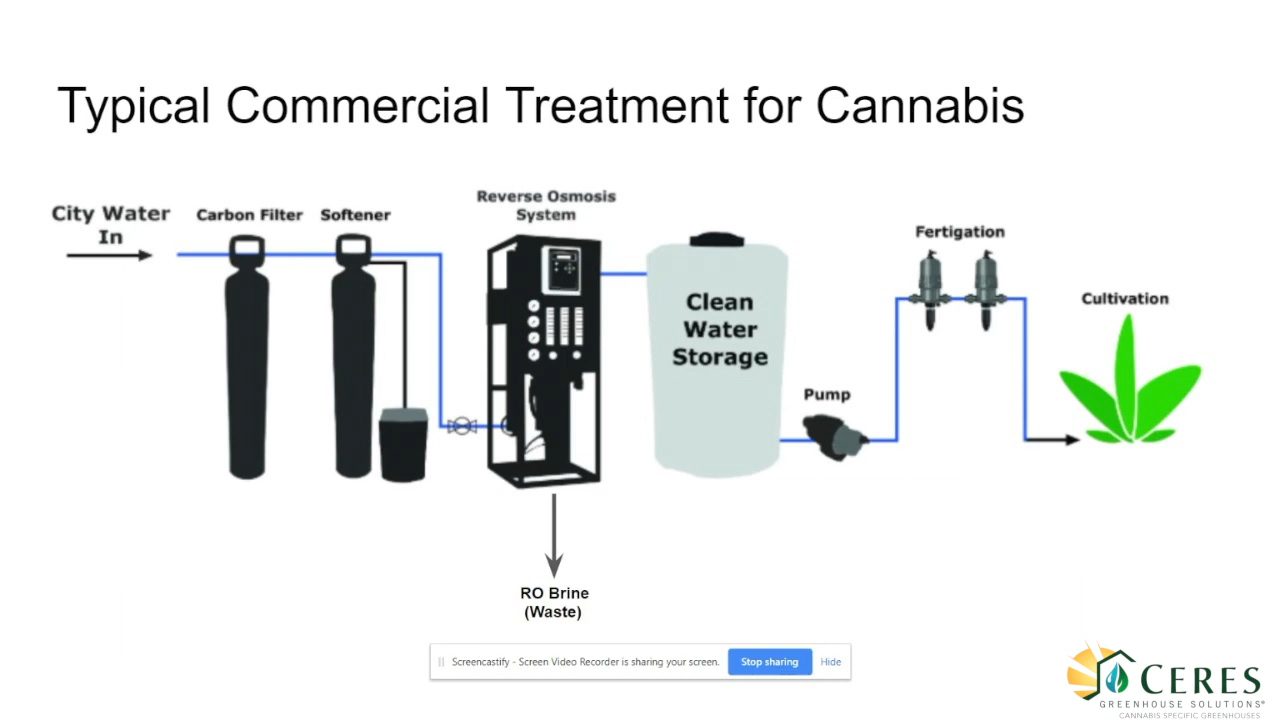 Typical Commercial Treatment for Cannabis
City Water
In
Carbon Filter
Softener
Reverse Osmosis
System
Clean
Water
Storage
Pump
Fertigation
Cultivation
RO Brine
(Waste)
Screencastify - Screen Video Recorder is sharing your screen.
Stop sharing
Hide
CERES
GREENHOUSE SOLUTIONS®
CANNABIS SPECIFIC GREENHOUSES